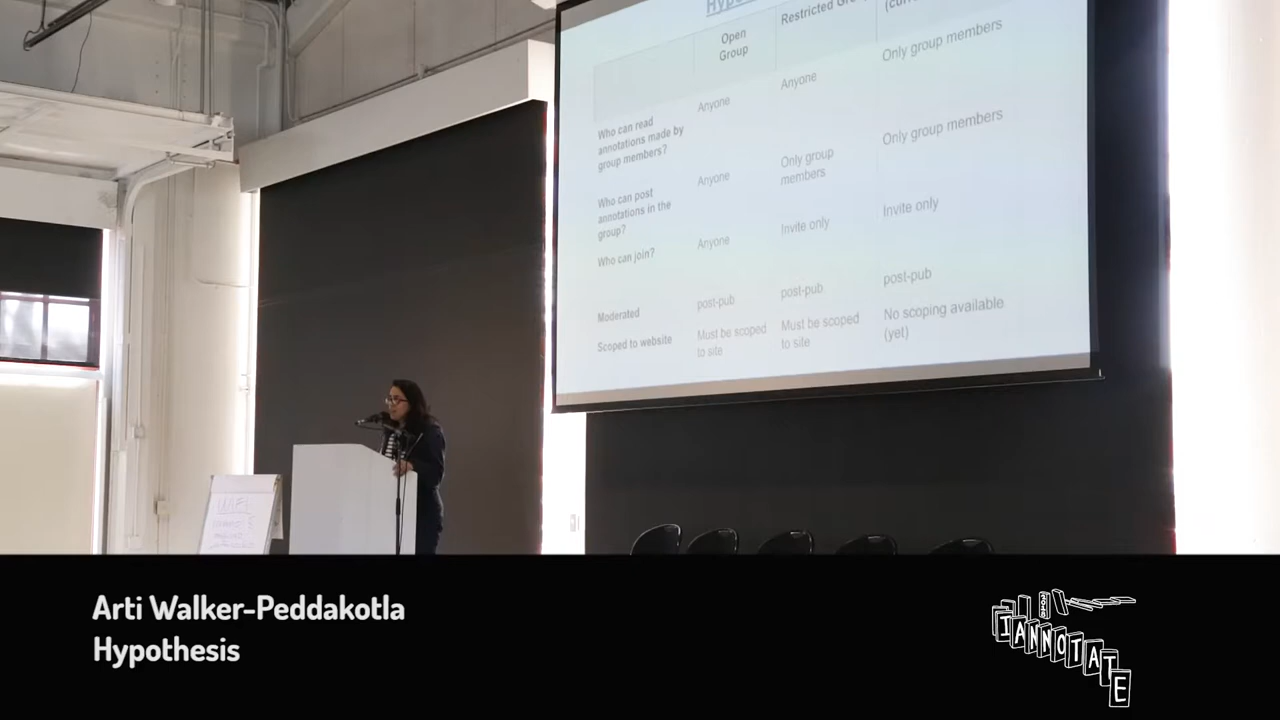 Open
Group
Restricted
Anyone
Anyone
Only group members
Who can read
annotations made by
group members?
Anyone
Only group
members
Only group members
Who can post
annotations in the
group?
Anyone
Invite only
Invite only
Who can join?
post-pub
post-pub
post-pub
Moderated
Must be scoped
to site
Must be scoped
to site
No scoping available
(yet)
Scoped to website
Arti Walker-Peddakotla
Hypothesis
I ANNOTATE